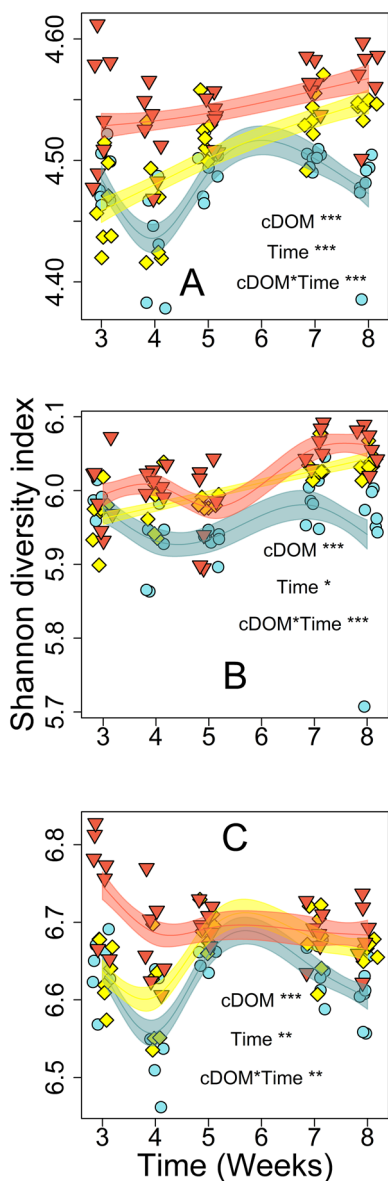 4.60
4.50
4.40
cDOM ***
Time ***
cDOM*Time ***
A
3 4 5 6 7 8
Shannon diversity index
6.1
6.0
5.9
5.8
5.7
cDOM ***
Time *
cDOM*Time ***
B
3 4 5 6 7 8
C
6.8
6.7
6.6
6.5
cDOM ***
Time **
cDOM*Time **
3 4 5 6 7 8
Time (Weeks)